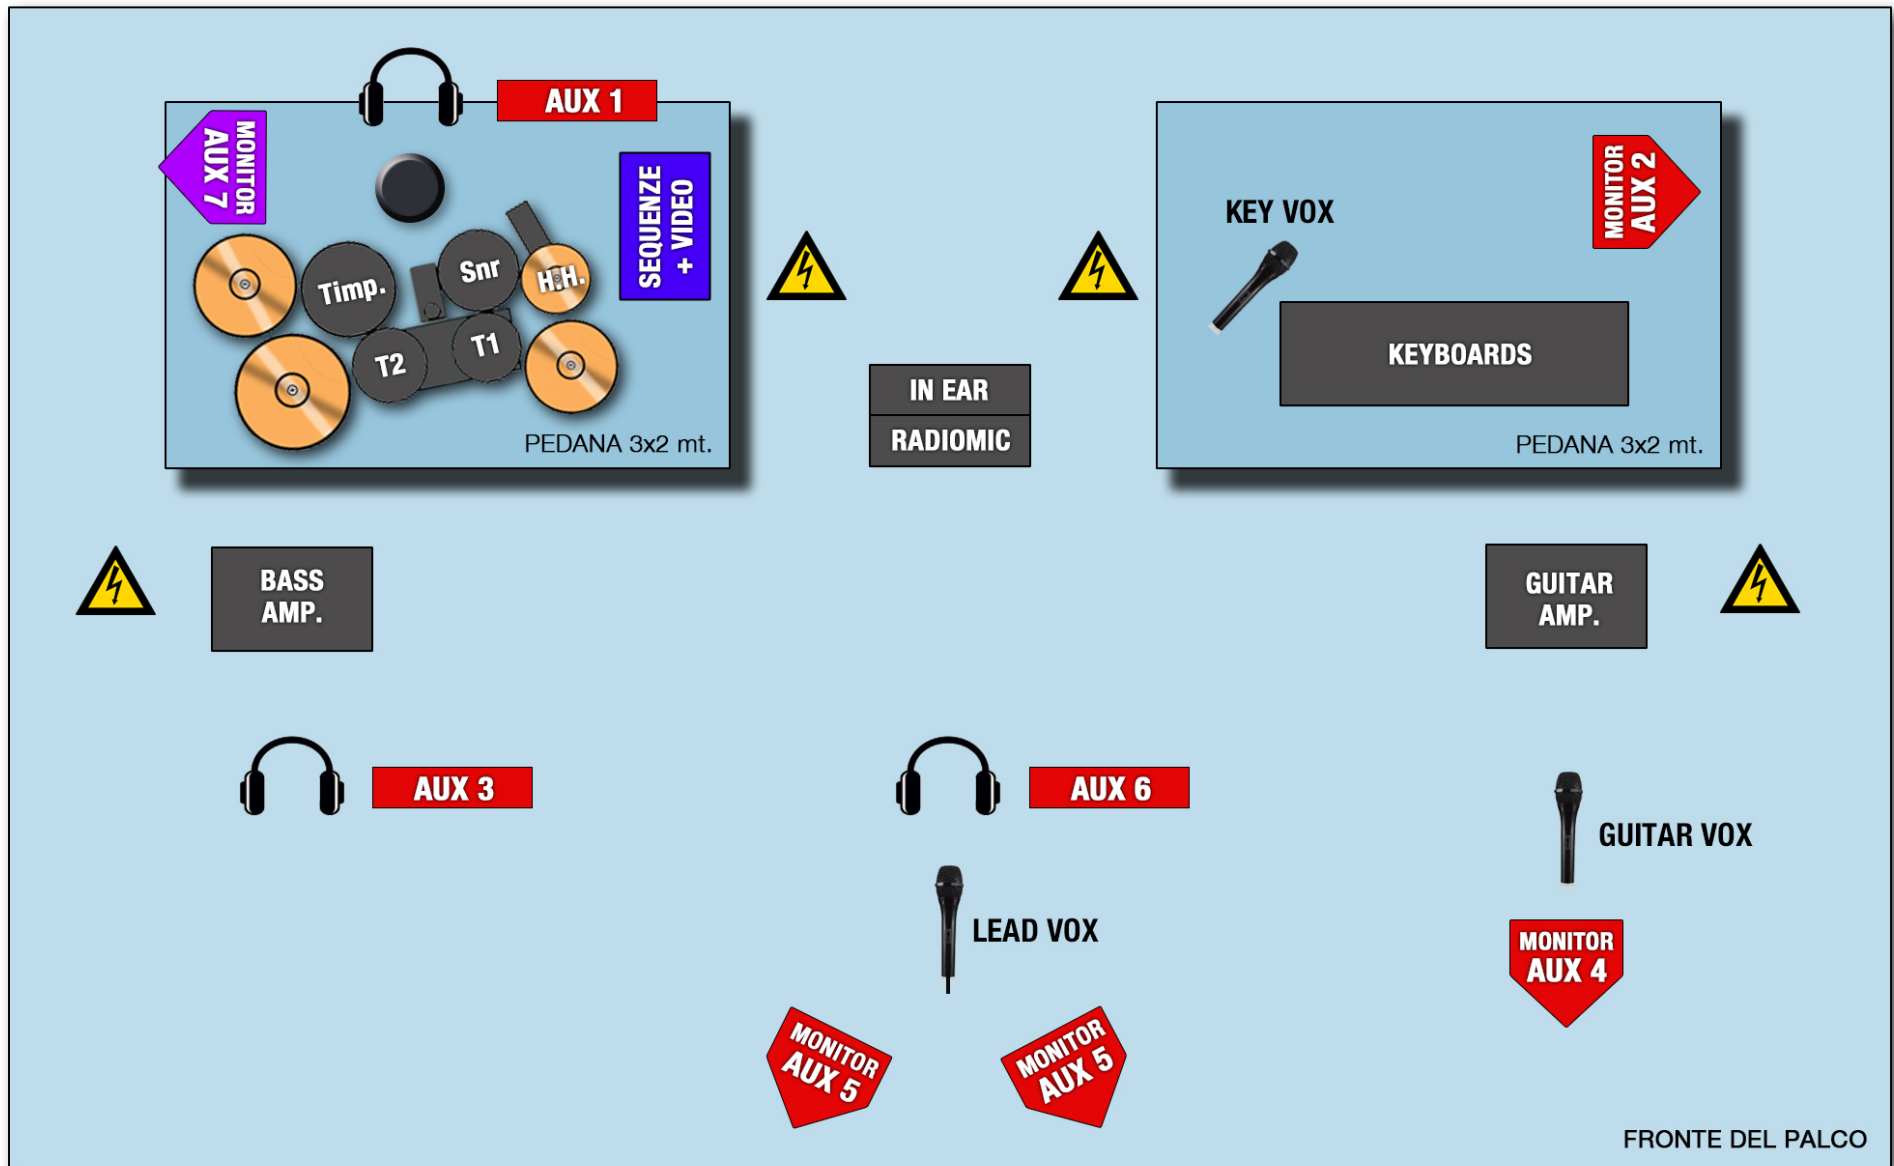 AUX 1
MONITOR
AUX 7
SEQUENZE
+ VIDEO
Timp.
Snr
H.H.
T2
T1
PEDANA 3x2 mt.
KEY VOX
MONITOR
AUX 2
KEYBOARDS
PEDANA 3x2 mt.
IN EAR
RADIOMIC
BASS
AMP.
GUITAR
AMP.
AUX 3
AUX 6
GUITAR VOX
LEAD VOX
MONITOR
AUX 4
MONITOR
AUX 5
MONITOR
AUX 5
FRONTE DEL PALCO